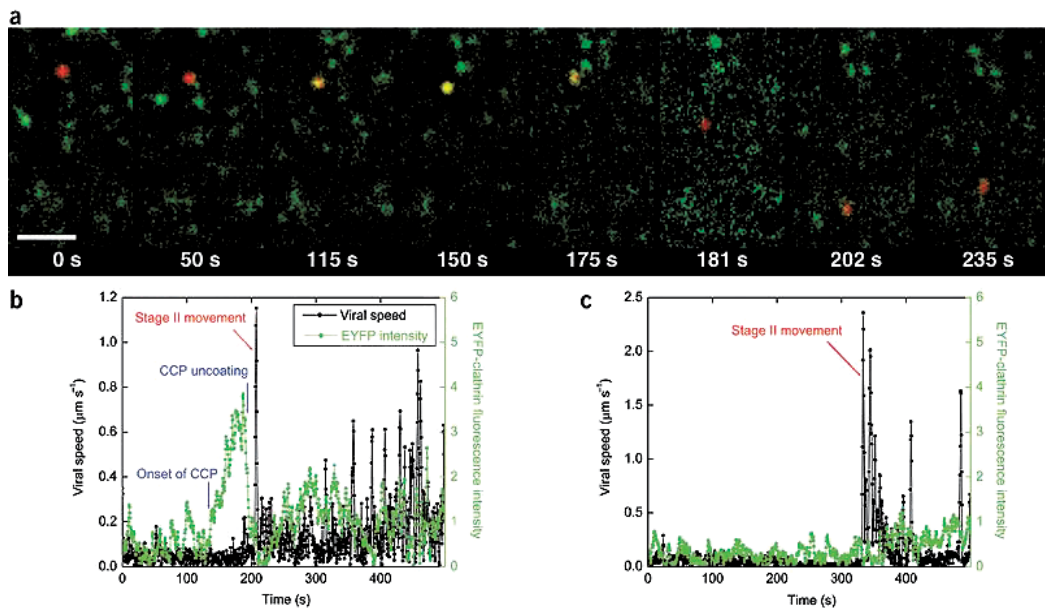 a
0 s 50 s 115 s 150 s 175 s 181 s 202 s 235 s
b
Viral speed (µm s⁻¹)
1.2
1.0
0.8
0.6
0.4
0.2
0.0
Stage II movement
CCP uncoating
Onset of CCP
Viral speed
EYFP intensity
6
5
4
3
2
1
0
EYFP-clathrin fluorescence intensity
0 100 200 300 400
Time (s)
c
Viral speed (µm s⁻¹)
2.5
2.0
1.5
1.0
0.5
0.0
Stage II movement
6
5
4
3
2
1
0
EYFP-clathrin fluorescence intensity
0 100 200 300 400
Time (s)